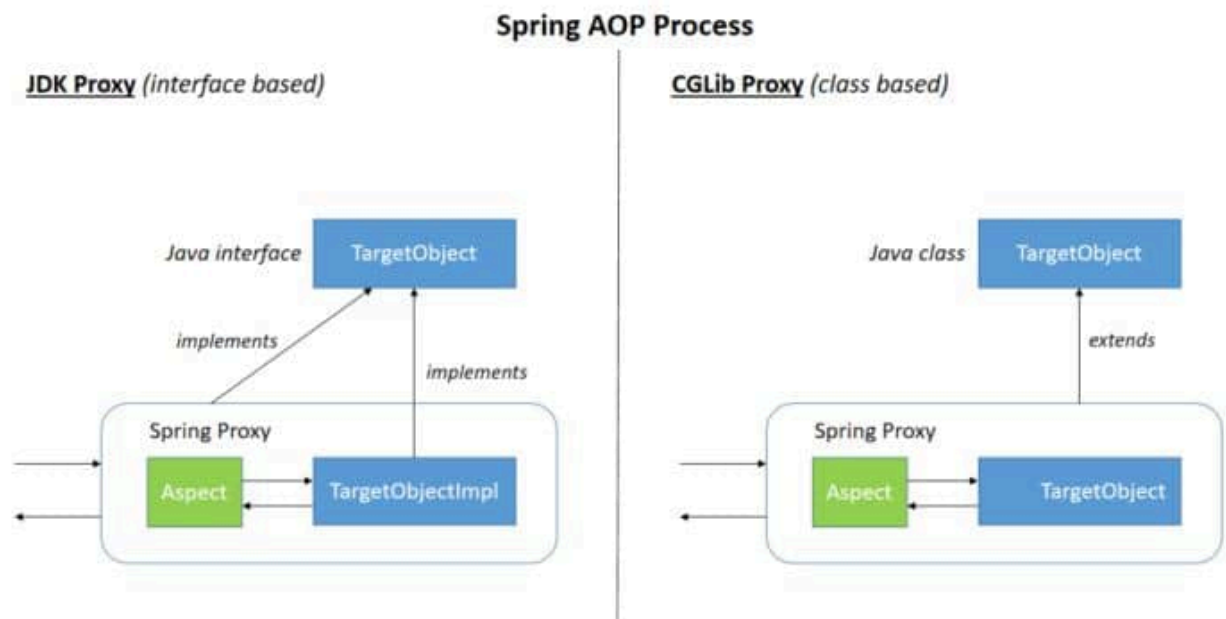 Spring AOP Process
JDK Proxy (interface based)
Java interface
TargetObject
implements
implements
Spring Proxy
Aspect
TargetObjectImpl
CGLib Proxy (class based)
Java class
TargetObject
extends
Spring Proxy
Aspect
TargetObject